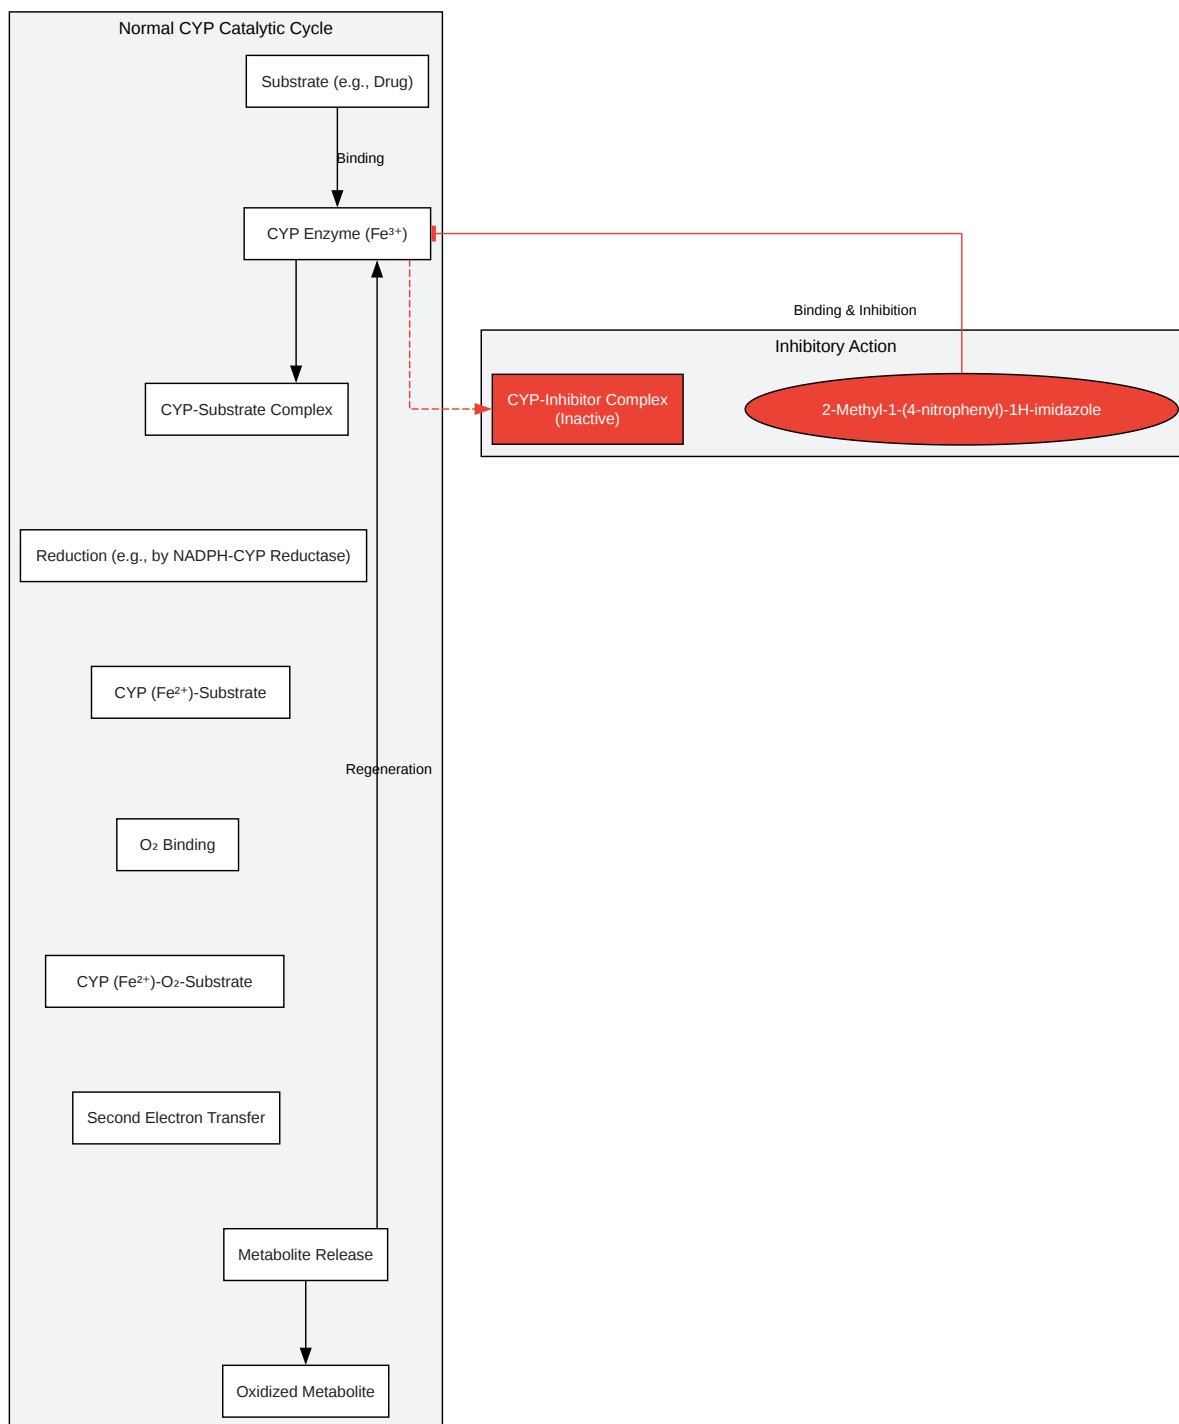 Normal CYP Catalytic Cycle
Substrate (e.g., Drug)
Binding
CYP Enzyme (Fe³⁺)
Binding & Inhibition
Inhibitory Action
CYP-Inhibitor Complex
(Inactive)
2-Methyl-1-(4-nitrophenyl)-1H-imidazole
CYP-Substrate Complex
Reduction (e.g., by NADPH-CYP Reductase)
CYP (Fe²⁺)-Substrate
Regeneration
O₂ Binding
CYP (Fe²⁺)-O₂-Substrate
Second Electron Transfer
Metabolite Release
Oxidized Metabolite